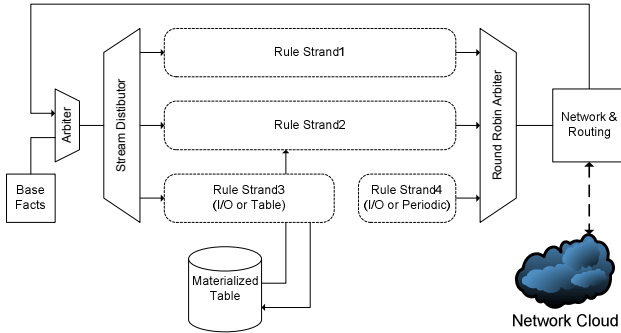 Rule Strand1
Arbiter
Stream Distibutor
Rule Strand2
Round Robin Arbiter
Network &
Routing
Base
Facts
Rule Strand3
(I/O or Table)
Rule Strand4
(I/O or Periodic)
Materialized
Table
Network Cloud